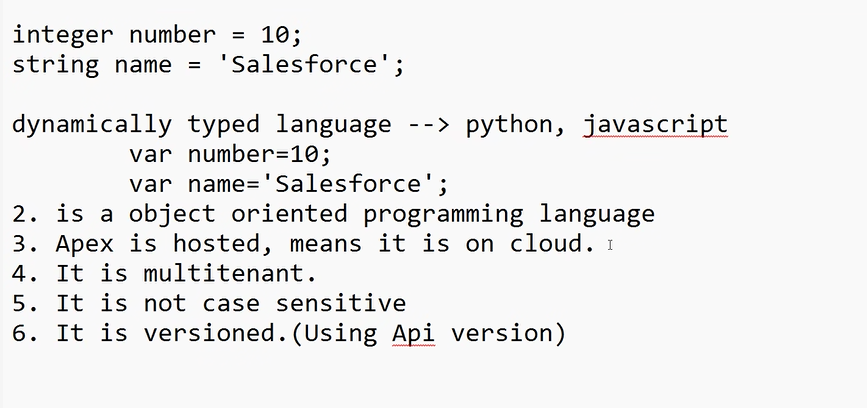 integer number = 10;
string name = 'Salesforce';
dynamically typed language --> python, javascript
var number=10;
var name='Salesforce';
2. is a object oriented programming language
3. Apex is hosted, means it is on cloud.
4. It is multitenant.
5. It is not case sensitive
6. It is versioned.(Using Api version)